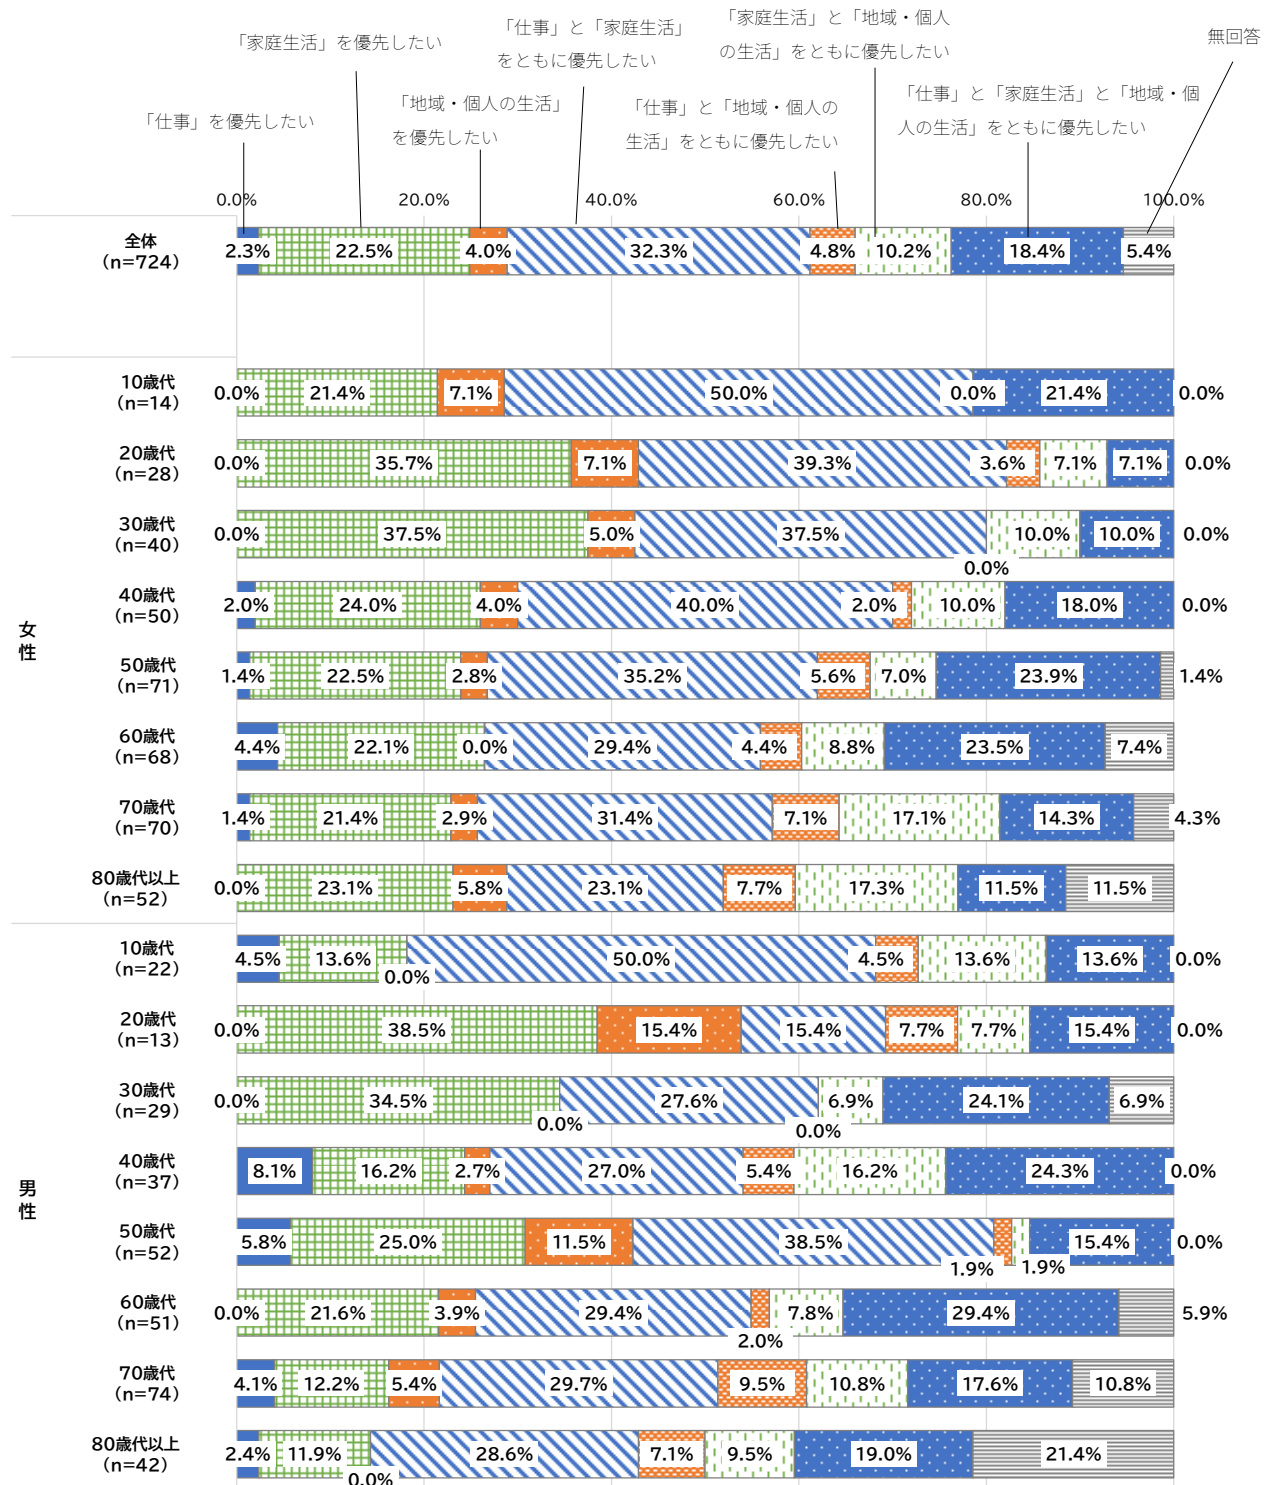 「家庭生活」を優先したい
「仕事」と「家庭生活」
をともに優先したい
「家庭生活」と「地域・個人
の生活」をともに優先したい
無回答
「仕事」を優先したい
「地域・個人の生活」
を優先したい
「仕事」と「地域・個人の
生活」をともに優先したい
「仕事」と「家庭生活」と「地域・個
人の生活」をともに優先したい
0.0% 20.0% 40.0% 60.0% 80.0% 100.0%
全体
（n=724）
2.3% 22.5% 4.0% 32.3% 4.8% 10.2% 18.4% 5.4%
女性
10歳代
（n=14）
0.0% 21.4% 7.1% 50.0% 0.0% 21.4% 0.0%
20歳代
（n=28）
0.0% 35.7% 7.1% 39.3% 3.6% 7.1% 7.1% 0.0%
30歳代
（n=40）
0.0% 37.5% 5.0% 37.5% 0.0% 10.0% 10.0% 0.0%
40歳代
（n=50）
2.0% 24.0% 4.0% 40.0% 2.0% 10.0% 18.0% 0.0%
50歳代
（n=71）
1.4% 22.5% 2.8% 35.2% 5.6% 7.0% 23.9% 1.4%
60歳代
（n=68）
4.4% 22.1% 0.0% 29.4% 4.4% 8.8% 23.5% 7.4%
70歳代
（n=70）
1.4% 21.4% 2.9% 31.4% 7.1% 17.1% 14.3% 4.3%
80歳代以上
（n=52）
0.0% 23.1% 5.8% 23.1% 7.7% 17.3% 11.5% 11.5%
男性
10歳代
（n=22）
4.5% 13.6% 0.0% 50.0% 4.5% 13.6% 13.6% 0.0%
20歳代
（n=13）
0.0% 38.5% 15.4% 15.4% 7.7% 7.7% 15.4% 0.0%
30歳代
（n=29）
0.0% 34.5% 0.0% 27.6% 0.0% 6.9% 24.1% 6.9%
40歳代
（n=37）
8.1% 16.2% 2.7% 27.0% 5.4% 16.2% 24.3% 0.0%
50歳代
（n=52）
5.8% 25.0% 11.5% 38.5% 1.9% 1.9% 15.4% 0.0%
60歳代
（n=51）
0.0% 21.6% 3.9% 29.4% 2.0% 7.8% 29.4% 5.9%
70歳代
（n=74）
4.1% 12.2% 5.4% 29.7% 9.5% 10.8% 17.6% 10.8%
80歳代以上
（n=42）
2.4% 11.9% 0.0% 28.6% 7.1% 9.5% 19.0% 21.4%